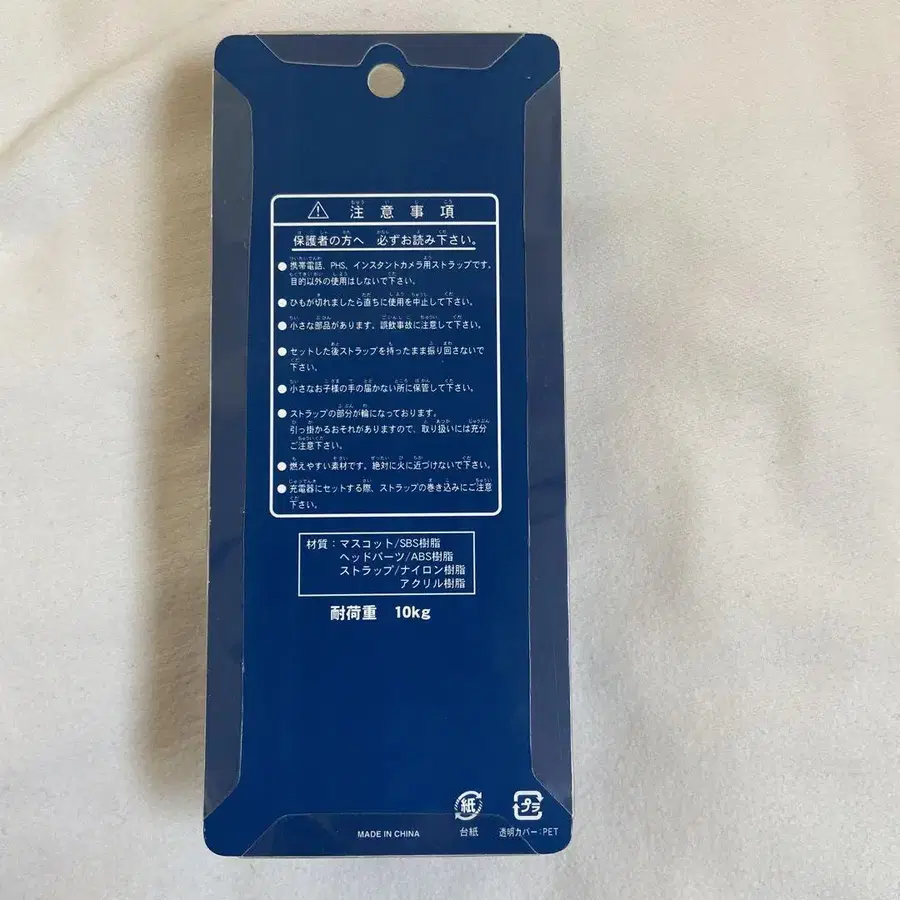 注意事項
保護者の方へ 必ずお読み下さい。
●携帯電話、PHS、インスタントカメラ用ストラップです。
目的以外の使用はしないで下さい。
●ひもが切れましたら直ちに使用を中止して下さい。
●小さな部品があります。誤飲事故に注意して下さい。
●セットした後ストラップを持ったまま振り回さないで
下さい。
●小さなお子様の手の届かない所に保管して下さい。
●ストラップの部分が輪になっております。
引っ掛かるおそれがありますので、取り扱いには充分
ご注意下さい。
●燃えやすい素材です。絶対に火に近づけないで下さい。
●充電器にセットする際、ストラップの巻き込みにご注意
下さい。
材質：マスコット/SBS樹脂
ヘッドパーツ/ABS樹脂
ストラップ/ナイロン樹脂
アクリル樹脂
耐荷重 10kg
紙 プラ
MADE IN CHINA 台紙 透明カバー：PET